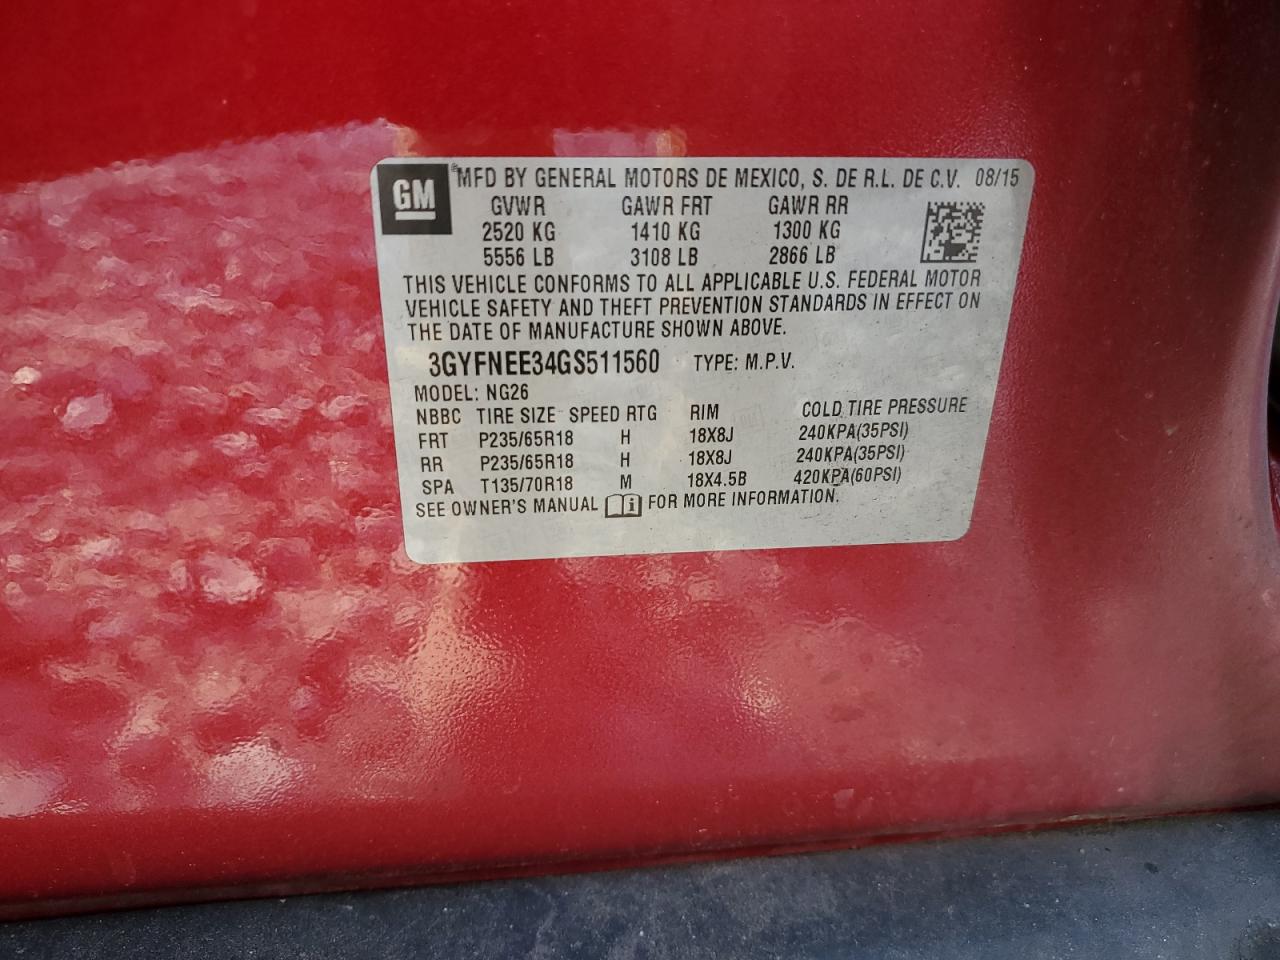 GM ®MFD BY GENERAL MOTORS DE MEXICO, S. DE R.L. DE C.V. 08/15
GVWR GAWR FRT GAWR RR
2520 KG 1410 KG 1300 KG
5556 LB 3108 LB 2866 LB
THIS VEHICLE CONFORMS TO ALL APPLICABLE U.S. FEDERAL MOTOR
VEHICLE SAFETY AND THEFT PREVENTION STANDARDS IN EFFECT ON
THE DATE OF MANUFACTURE SHOWN ABOVE.
3GYFNEE34GS511560 TYPE: M.P.V.
MODEL: NG26
NBBC TIRE SIZE SPEED RTG RIM COLD TIRE PRESSURE
FRT P235/65R18 H 18X8J 240KPA(35PSI)
RR P235/65R18 H 18X8J 240KPA(35PSI)
SPA T135/70R18 M 18X4.5B 420KPA(60PSI)
SEE OWNER'S MANUAL FOR MORE INFORMATION.